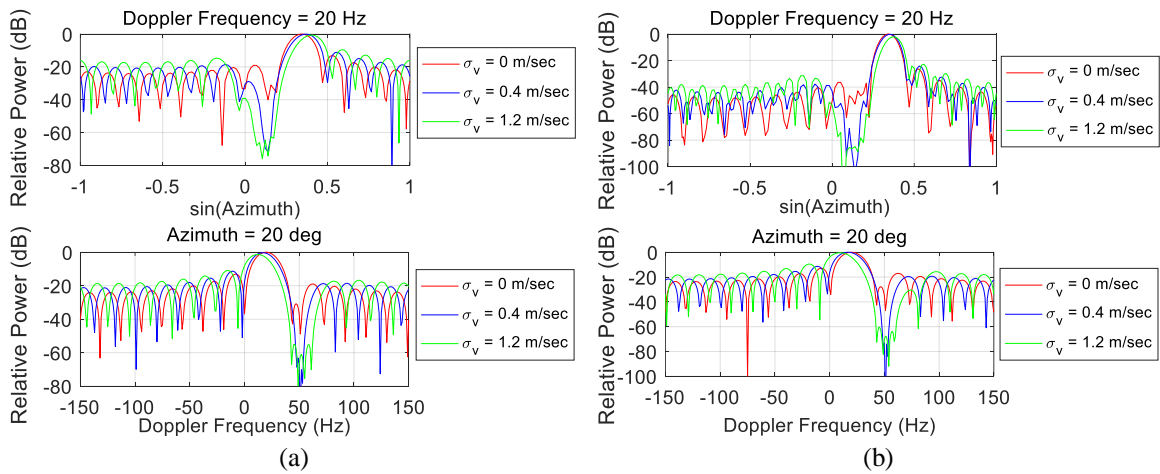 Doppler Frequency = 20 Hz
Relative Power (dB)
0
-20
-40
-60
-80
-1
-0.5
0
0.5
1
sin(Azimuth)
σv = 0 m/sec
σv = 0.4 m/sec
σv = 1.2 m/sec
Azimuth = 20 deg
Relative Power (dB)
0
-20
-40
-60
-80
-150
-100
-50
0
50
100
150
Doppler Frequency (Hz)
σv = 0 m/sec
σv = 0.4 m/sec
σv = 1.2 m/sec
(a)
Doppler Frequency = 20 Hz
Relative Power (dB)
0
-20
-40
-60
-80
-100
-1
-0.5
0
0.5
1
sin(Azimuth)
σv = 0 m/sec
σv = 0.4 m/sec
σv = 1.2 m/sec
Azimuth = 20 deg
Relative Power (dB)
0
-20
-40
-60
-80
-100
-150
-100
-50
0
50
100
150
Doppler Frequency (Hz)
σv = 0 m/sec
σv = 0.4 m/sec
σv = 1.2 m/sec
(b)